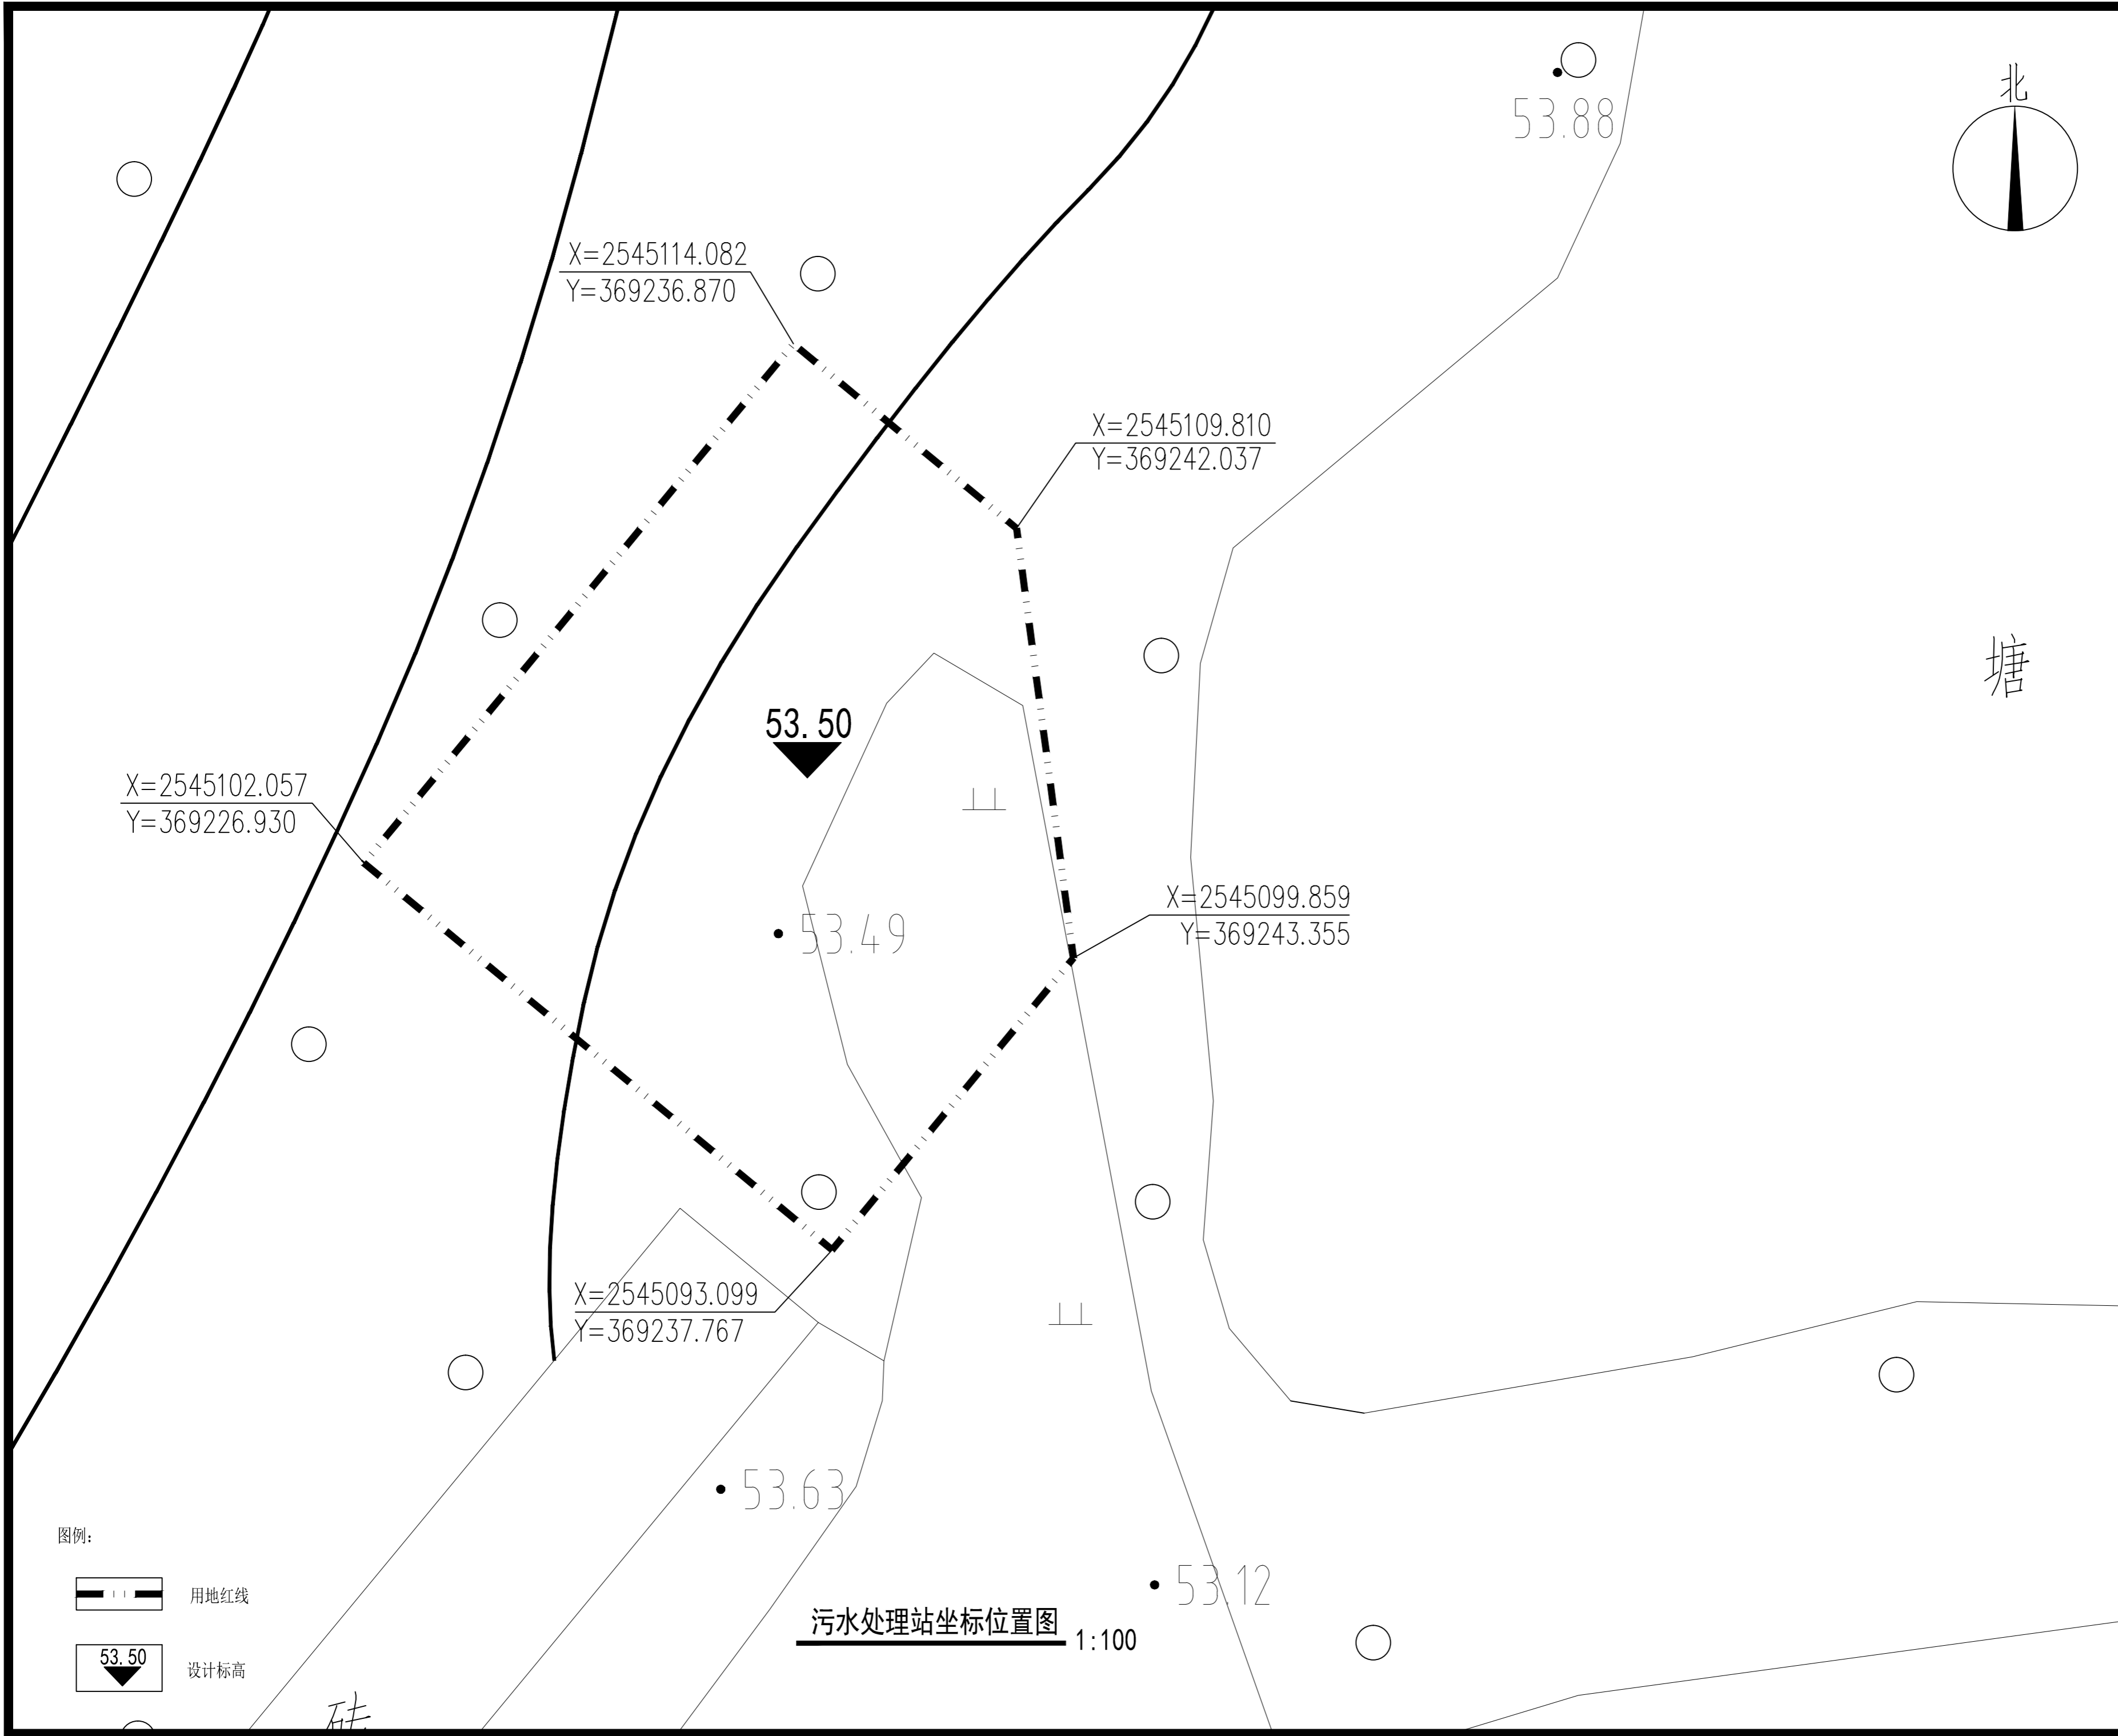 北
53.88
X=2545114.082
Y=369236.870
X=2545109.810
Y=369242.037
塘
53.50
X=2545102.057
Y=369226.930
X=2545099.859
Y=369243.355
53.49
X=2545093.099
Y=369237.767
53.63
53.12
图例:
用地红线
53.50
设计标高
污水处理站坐标位置图 1:100
砖